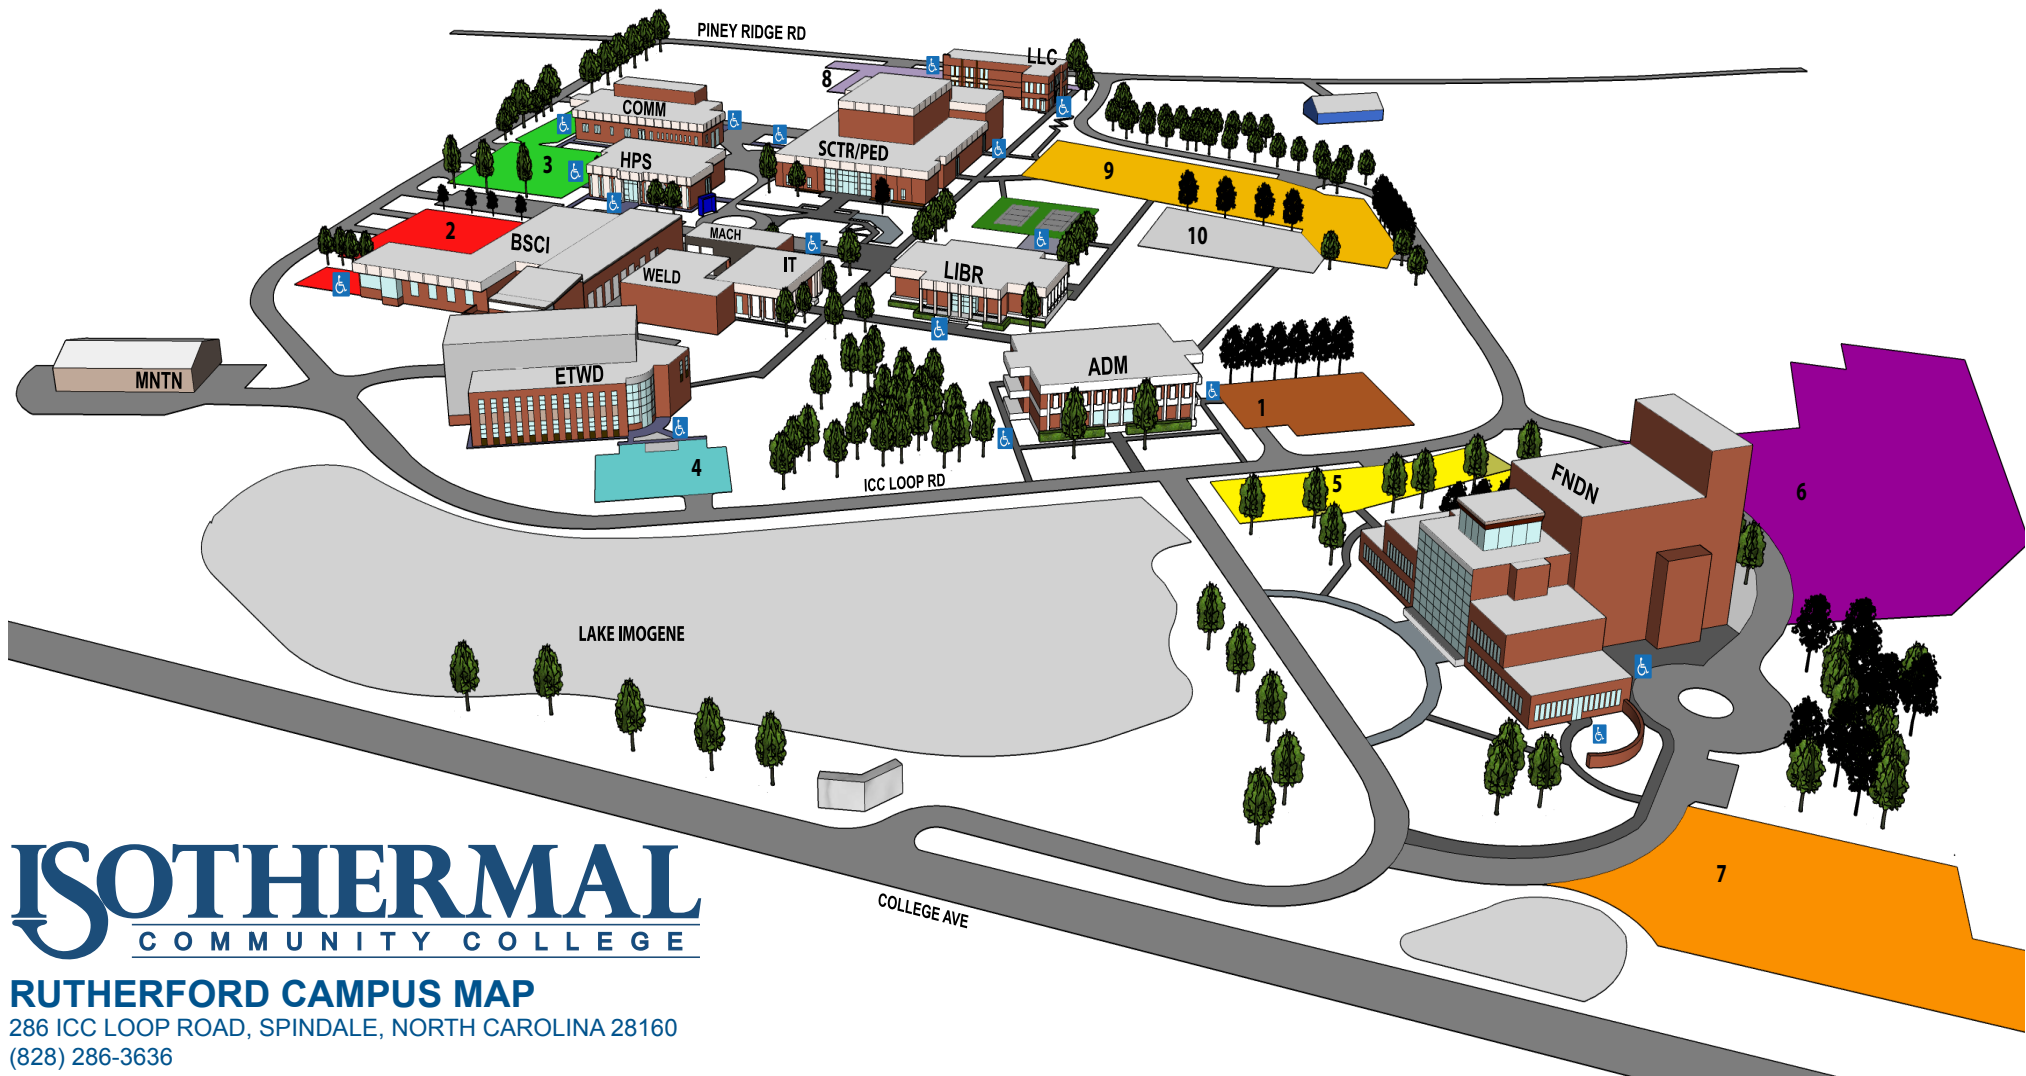 PINEY RIDGE RD
LLC
8
COMM
SCTR/PED
3
HPS
9
2
BSCI
MACH
10
WELD
IT
LIBR
MNTN
ETWD
ADM
1
4
ICC LOOP RD
5
FNDN
6
LAKE IMOGENE
7
COLLEGE AVE
ISOTHERMAL
COMMUNITY COLLEGE
RUTHERFORD CAMPUS MAP
286 ICC LOOP ROAD, SPINDALE, NORTH CAROLINA 28160
(828) 286-3636